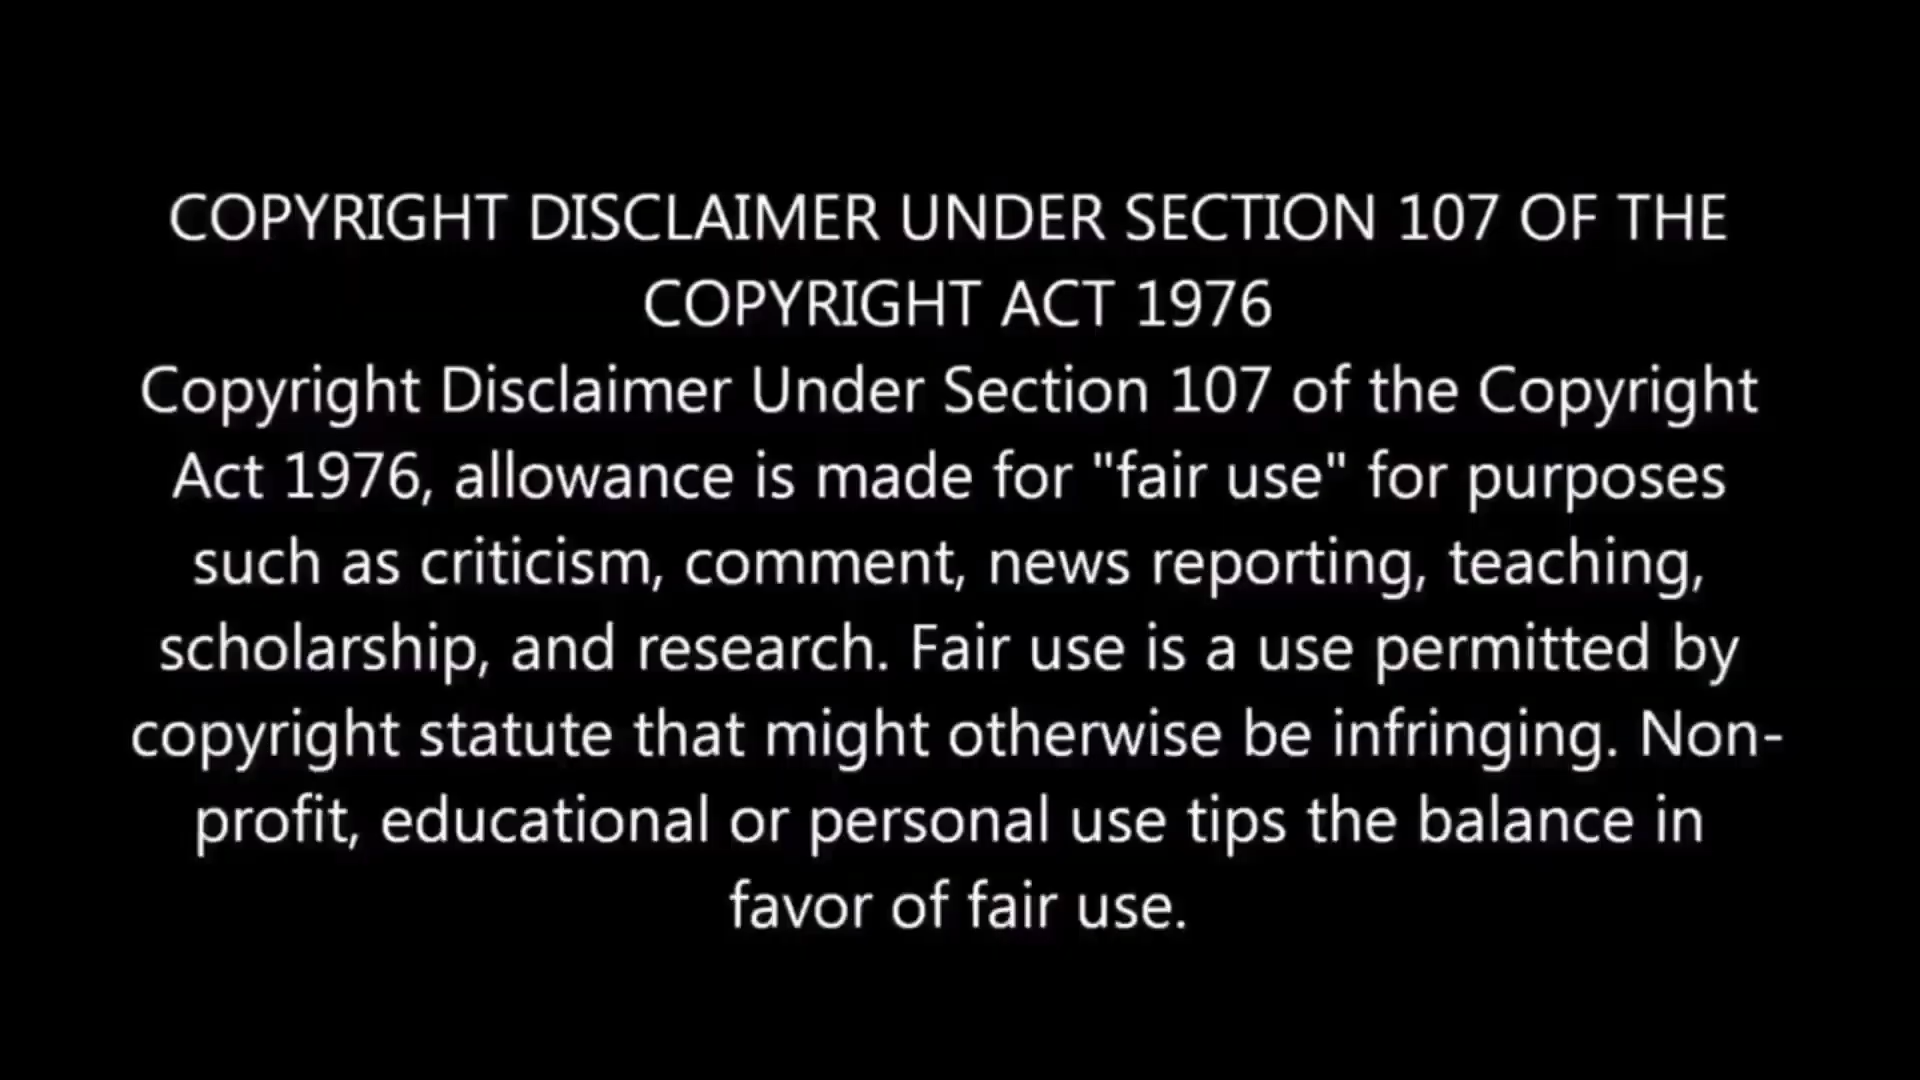 COPYRIGHT DISCLAIMER UNDER SECTION 107 OF THE
COPYRIGHT ACT 1976
Copyright Disclaimer Under Section 107 of the Copyright
Act 1976, allowance is made for "fair use" for purposes
such as criticism, comment, news reporting, teaching,
scholarship, and research. Fair use is a use permitted by
copyright statute that might otherwise be infringing. Non-
profit, educational or personal use tips the balance in
favor of fair use.